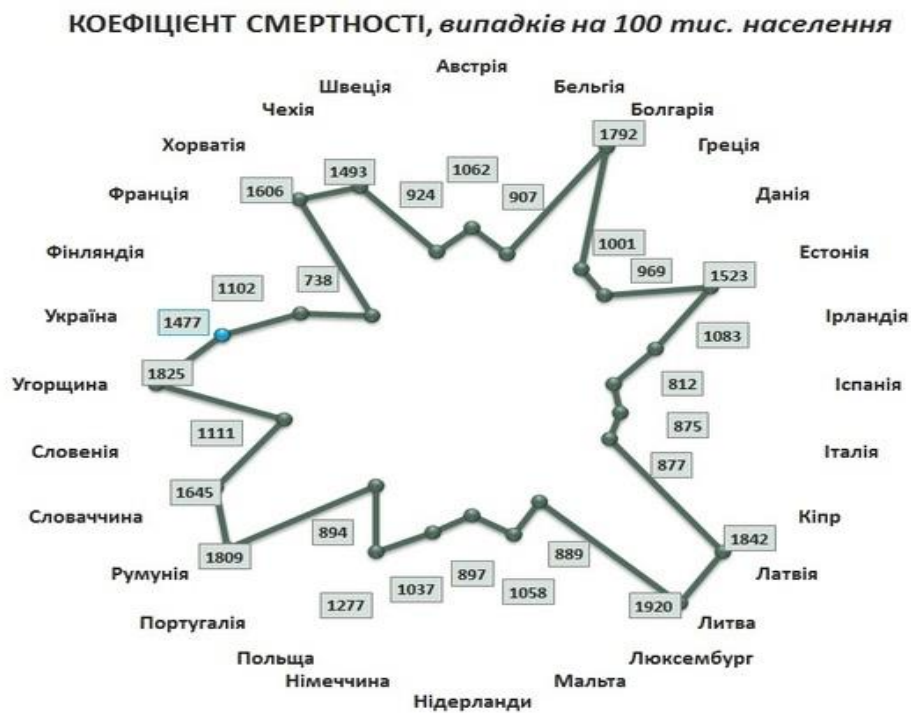 КОЕФІЦІЄНТ СМЕРТНОСТІ, випадків на 100 тис. населення
Австрія
Швеція
Бельгія
Чехія
Болгарія
1792
Хорватія
Греція
1493
1062
1606
924
907
Франція
Данія
Фінляндія
1001
Естонія
969
1523
738
1102
Україна
1477
Ірландія
1083
1825
Угорщина
812
Іспанія
875
1111
Словенія
Італія
877
1645
Словаччина
Кіпр
894
1842
1809
889
Румунія
Латвія
1037
897
1058
1277
1920
Португалія
Литва
Польща
Люксембург
Німеччина
Мальта
Нідерланди